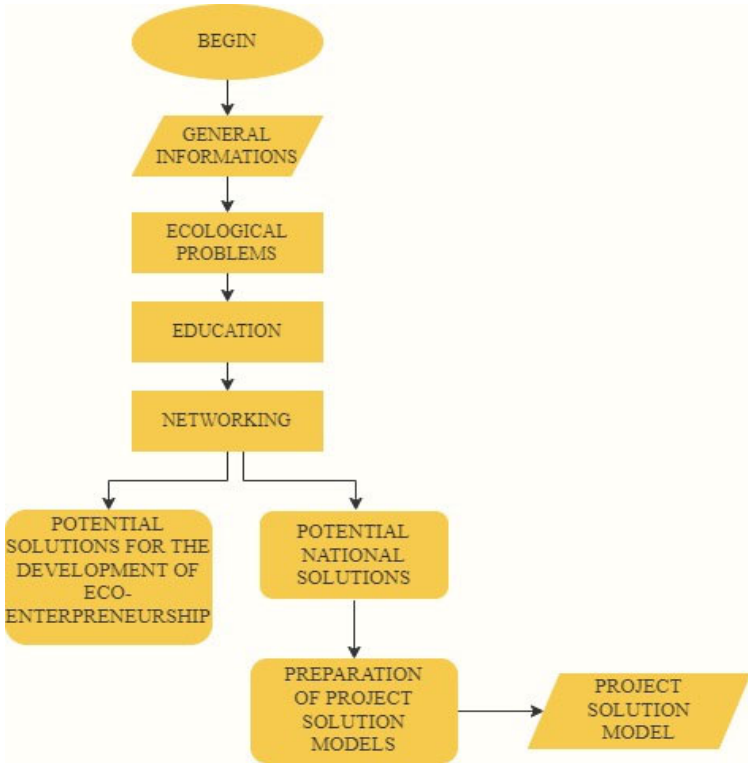 BEGIN
GENERAL
INFORMATIONS
ECOLOGICAL
PROBLEMS
EDUCATION
NETWORKING
POTENTIAL
SOLUTIONS FOR THE
DEVELOPMENT OF
ECO-
ENTERPRENEURSHIP
POTENTIAL
NATIONAL
SOLUTIONS
PREPARATION
OF PROJECT
SOLUTION
MODELS
PROJECT
SOLUTION
MODEL